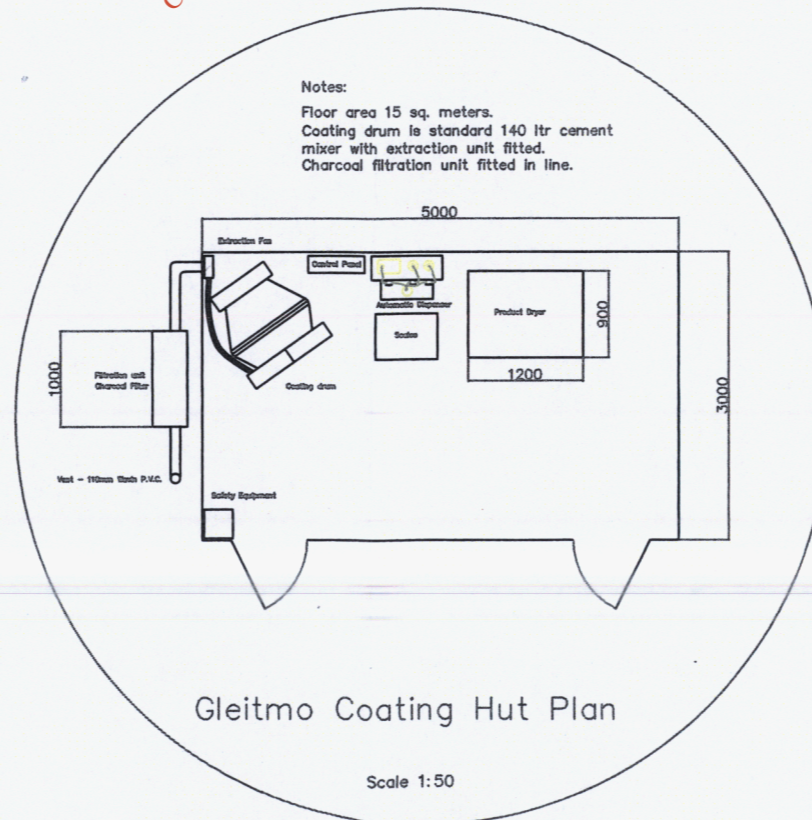 Notes:
Floor area 15 sq. meters.
Coating drum is standard 140 ltr cement
mixer with extraction unit fitted.
Charcoal filtration unit fitted in line.
5000
Extraction Fan
Control Panel
Automatic Dispenser
Product Dryer
900
Scales
1000
Filtration unit
Charcoal Filter
1200
3000
Coating drum
Vent - 110mm P.V.C.
Safety Equipment
Gleitmo Coating Hut Plan
Scale 1:50